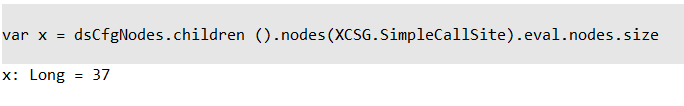 var x = dsCfgNodes.children ().nodes(XCSG.SimpleCallSite).eval.nodes.size
x: Long = 37